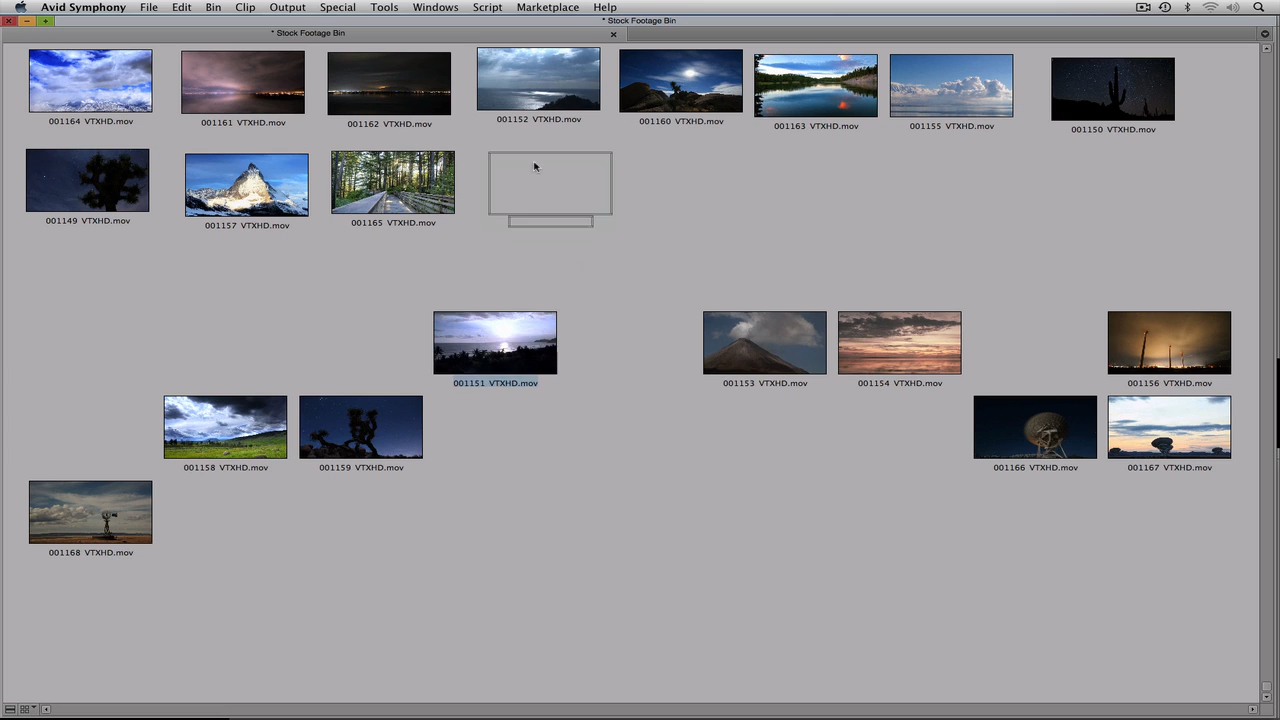 Avid Symphony File Edit Bin Clip Output Special Tools Windows Script Marketplace Help
* Stock Footage Bin
* Stock Footage Bin
001164 VTXHD.mov
001161 VTXHD.mov
001162 VTXHD.mov
001152 VTXHD.mov
001160 VTXHD.mov
001163 VTXHD.mov
001155 VTXHD.mov
001150 VTXHD.mov
001149 VTXHD.mov
001157 VTXHD.mov
001165 VTXHD.mov
001151 VTXHD.mov
001153 VTXHD.mov
001154 VTXHD.mov
001156 VTXHD.mov
001158 VTXHD.mov
001159 VTXHD.mov
001166 VTXHD.mov
001167 VTXHD.mov
001168 VTXHD.mov